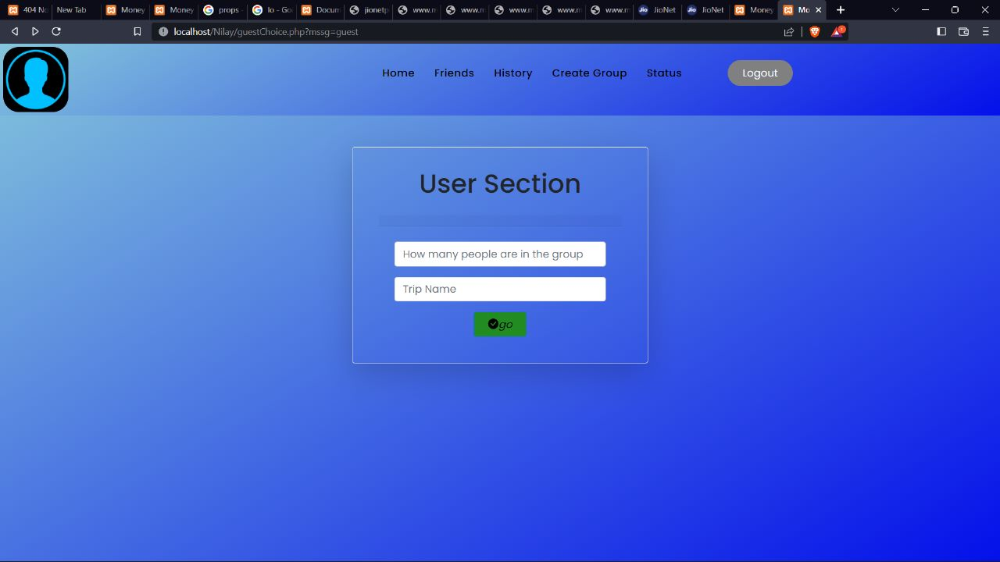 404 No
New Tab
Money
Money
props -
lo - Goo
Docum
jionetp
www.m
www.m
www.m
www.m
www.m
JioNet
JioNet
Money
Mo
localhost/Nilay/guestChoice.php?mssg=guest
Home Friends History Create Group Status Logout
User Section
How many people are in the group
Trip Name
go